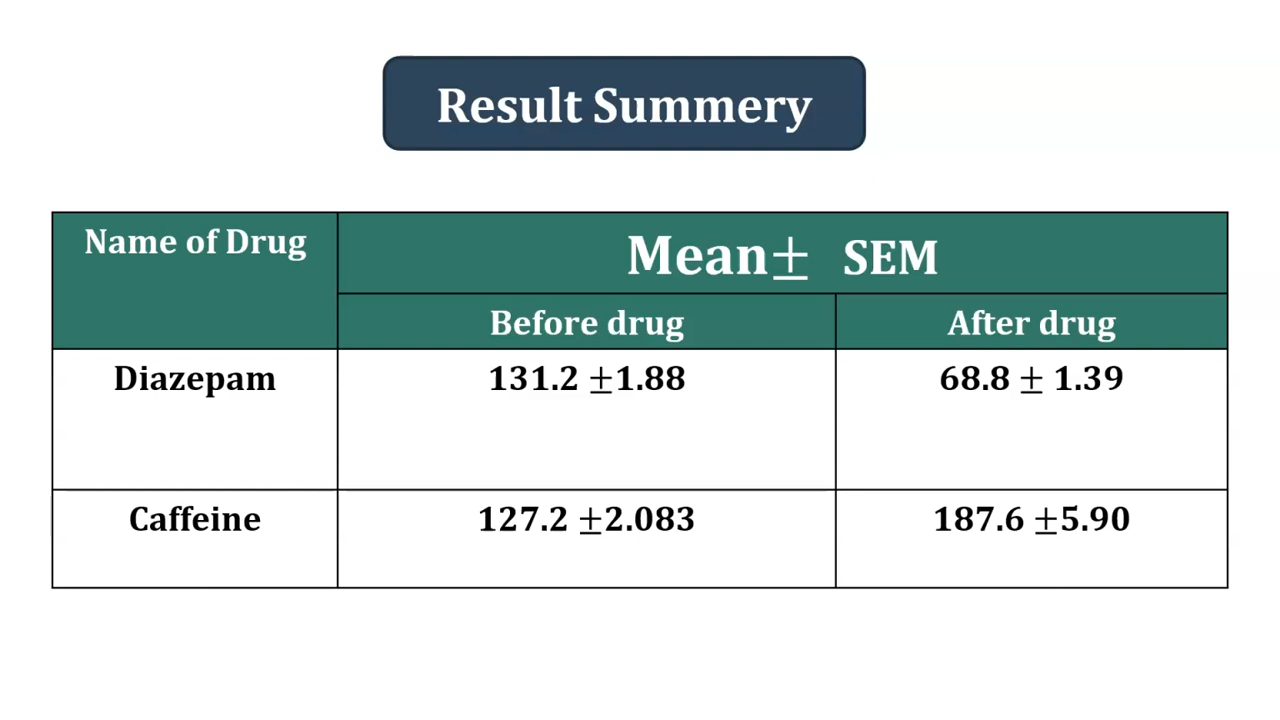 Result Summery
Name of Drug
Mean± SEM
Before drug
After drug
Diazepam
131.2 ±1.88
68.8 ± 1.39
Caffeine
127.2 ±2.083
187.6 ±5.90